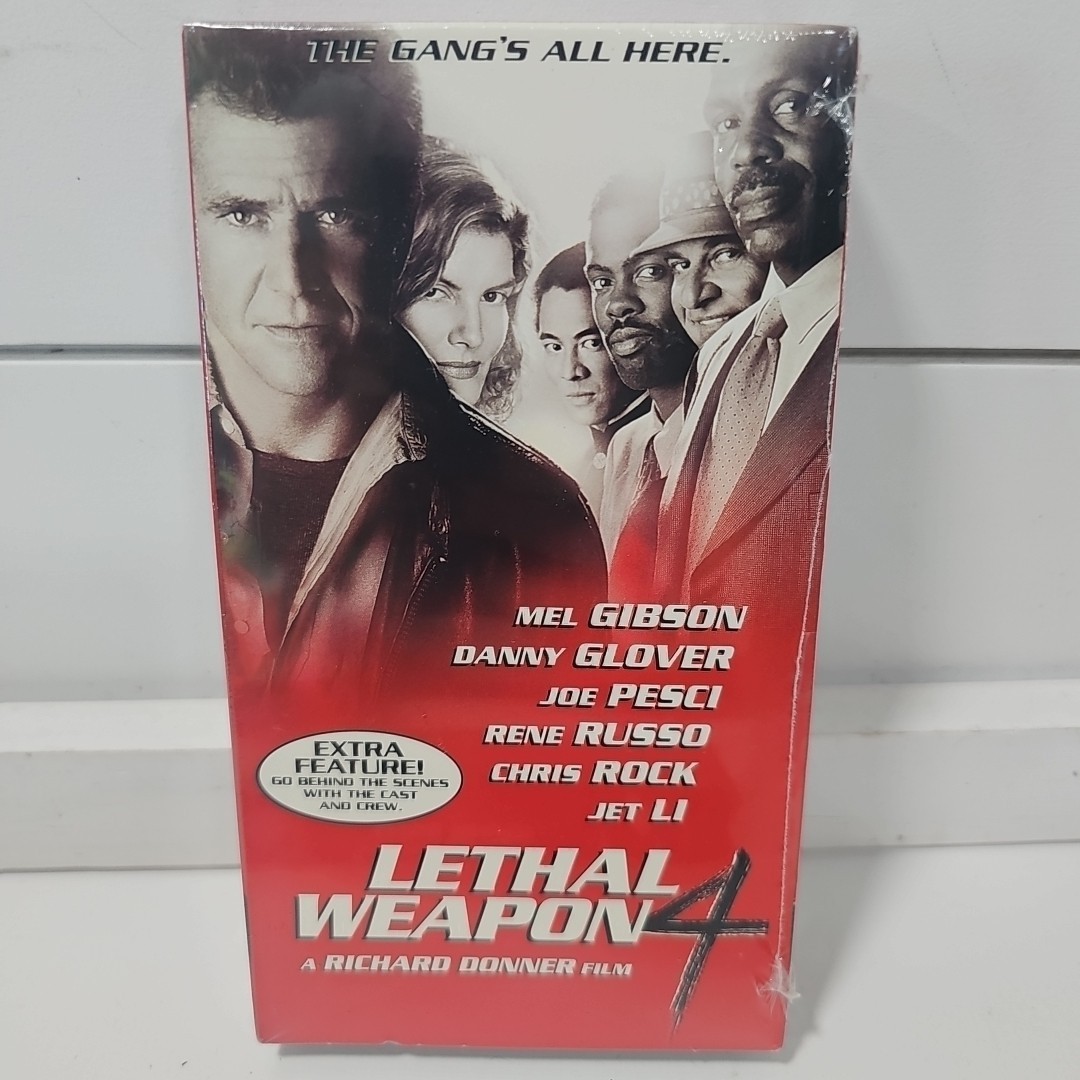 THE GANG'S ALL HERE.
MEL GIBSON
DANNY GLOVER
JOE PESCI
RENE RUSSO
CHRIS ROCK
JET LI
EXTRA
FEATURE!
GO BEHIND THE SCENES
WITH THE CAST
AND CREW.
LETHAL
WEAPON 4
A RICHARD DONNER FILM